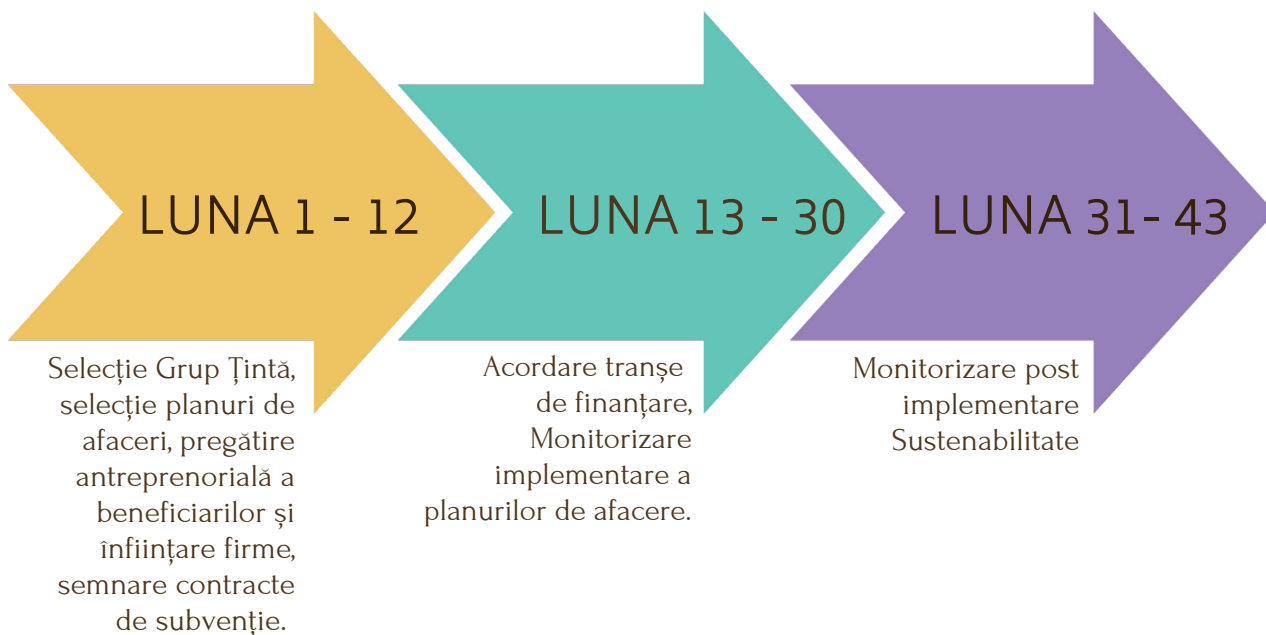 LUNA 1 - 12
Selecție Grup Țintă,
selecție planuri de
afaceri, pregătire
antreprenorială a
beneficiarilor și
înființare firme,
semnare contracte
de subvenție.
LUNA 13 - 30
Acordare tranșe
de finanțare,
Monitorizare
implementare a
planurilor de afacere.
LUNA 31- 43
Monitorizare post
implementare
Sustenabilitate